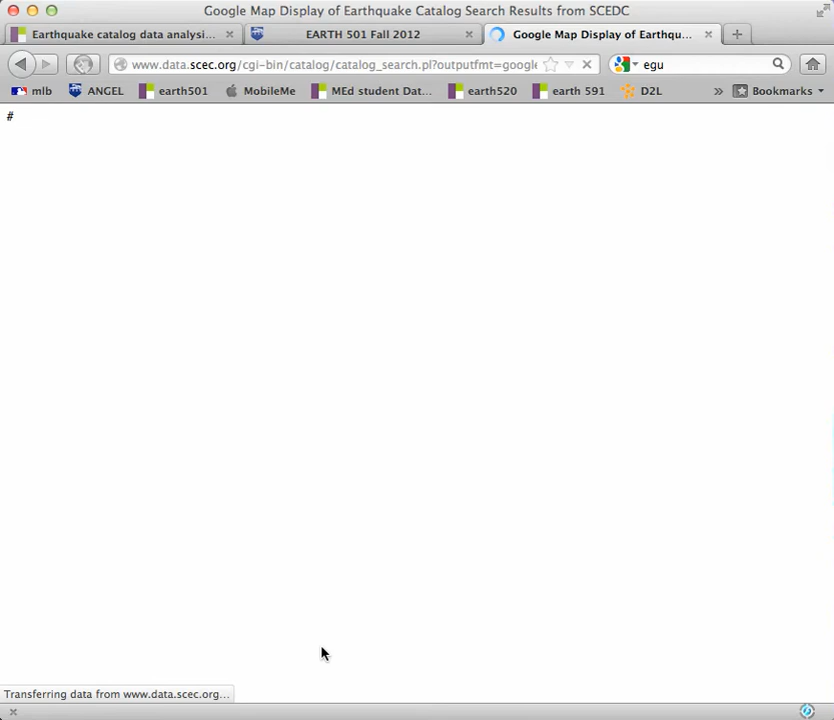 Google Map Display of Earthquake Catalog Search Results from SCEDC
Earthquake catalog data analysi...
EARTH 501 Fall 2012
Google Map Display of Earthqu...
www.data.scec.org/cgi-bin/catalog/catalog_search.pl?outputfmt=google
egu
mlb
ANGEL
earth501
MobileMe
MEd student Dat...
earth520
earth 591
D2L
»
Bookmarks
#
Transferring data from www.data.scec.org...